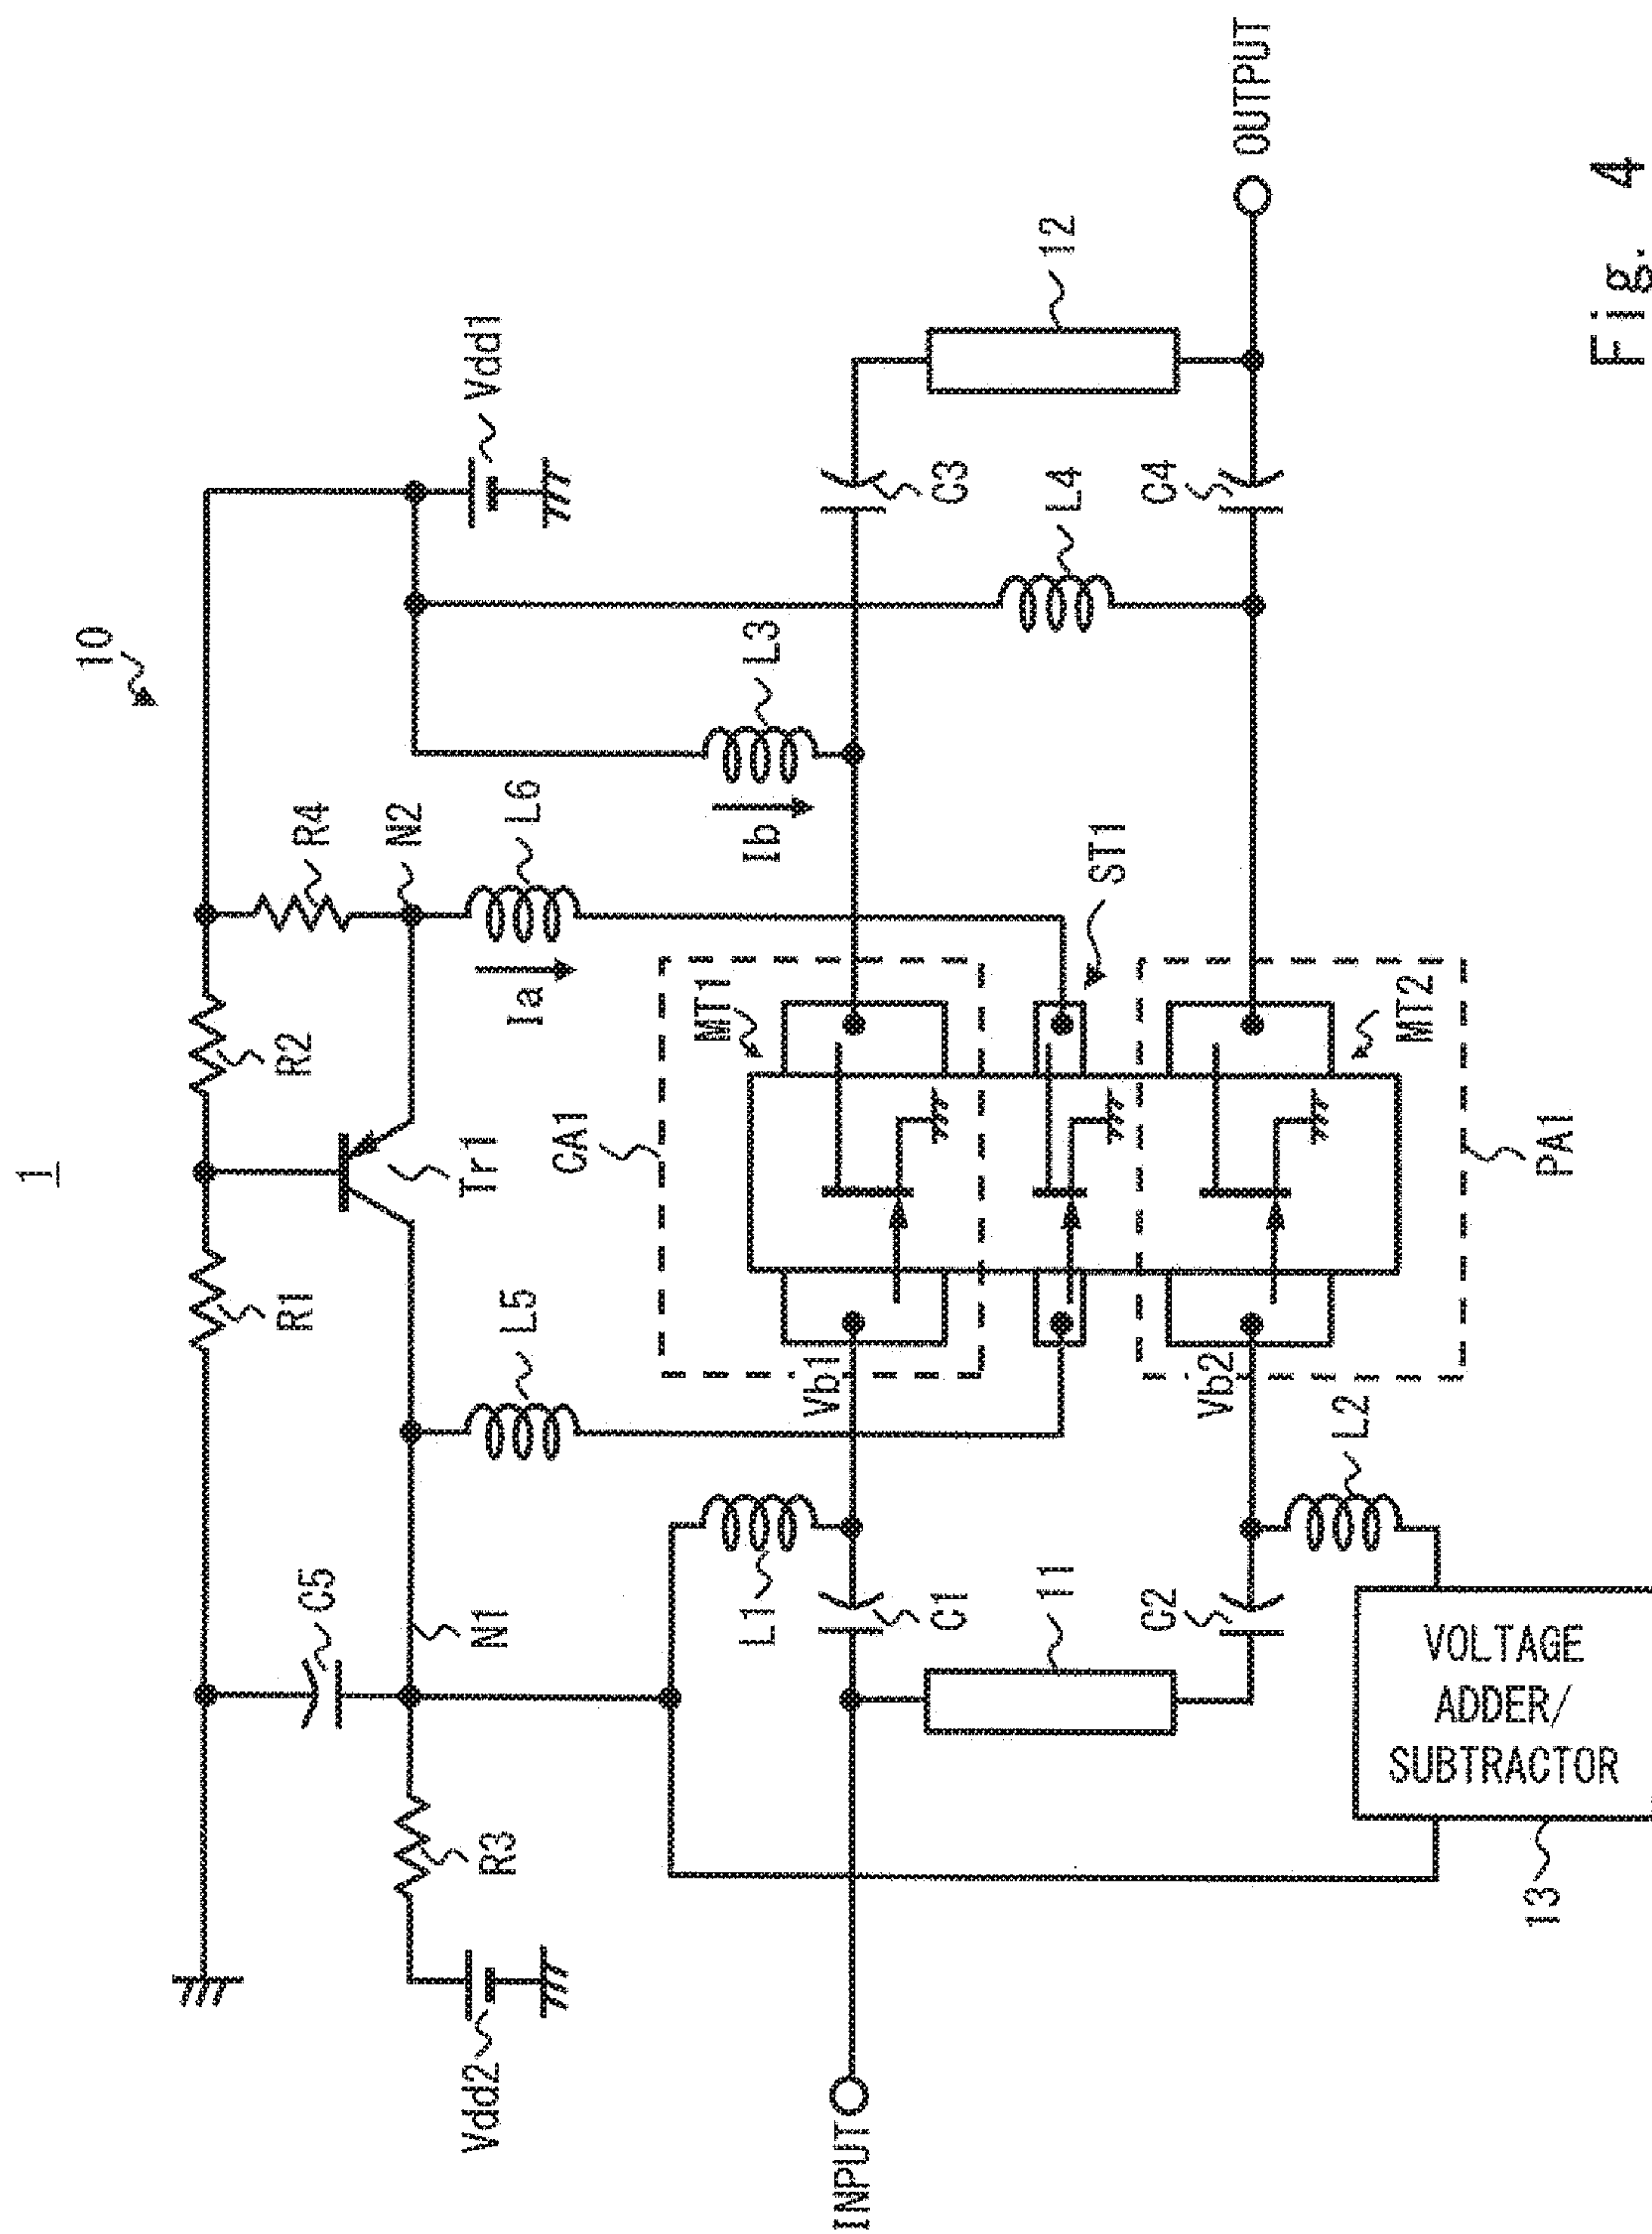 1
10
R1
R2
R4
C5
N1
N2
Tr1
R3
L5
L6
Ia
Vdd1
Vdd2
CA1
MT1
L3
Ib
L1
Vb1
C1
C3
INPUT
11
12
ST1
L4
C2
C4
Vb2
OUTPUT
L2
MT2
PA1
VOLTAGE
ADDER/
SUBTRACTOR
13
Fig. 4